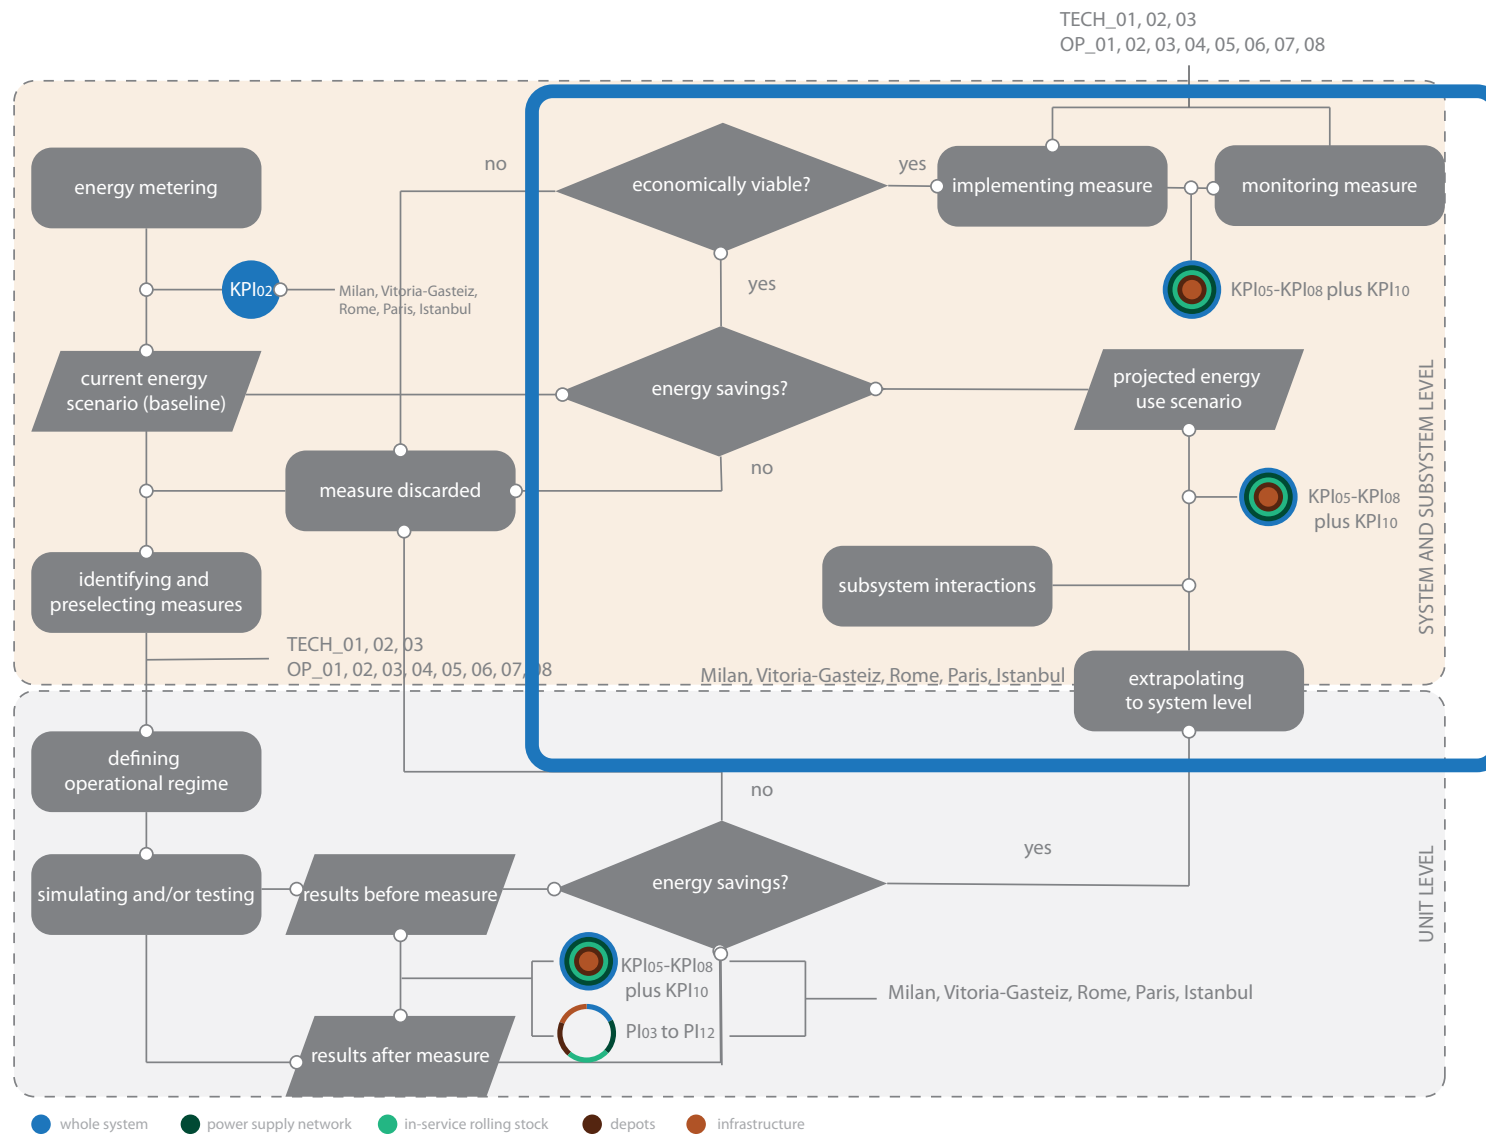 TECH_01, 02, 03
OP_01, 02, 03, 04, 05, 06, 07, 08
no
economically viable?
yes
implementing measure
monitoring measure
energy metering
yes
KPI02
Milan, Vitoria-Gasteiz,
Rome, Paris, Istanbul
KPI05-KPI08 plus KPI10
current energy
scenario (baseline)
energy savings?
projected energy
use scenario
no
measure discarded
KPI05-KPI08
plus KPI10
SYSTEM AND SUBSYSTEM LEVEL
identifying and
preselecting measures
subsystem interactions
TECH_01, 02, 03
OP_01, 02, 03, 04, 05, 06, 07, 08
Milan, Vitoria-Gasteiz, Rome, Paris, Istanbul
extrapolating
to system level
defining
operational regime
no
yes
simulating and/or testing
results before measure
energy savings?
UNIT LEVEL
KPI05-KPI08
plus KPI10
Milan, Vitoria-Gasteiz, Rome, Paris, Istanbul
PI03 to PI12
results after measure
whole system
power supply network
in-service rolling stock
depots
infrastructure